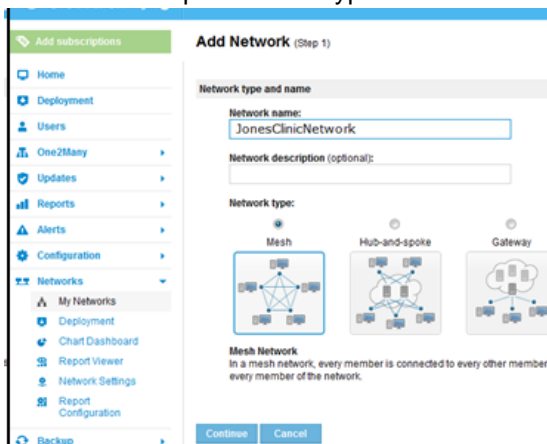 Add subscriptions
Add Network (Step 1)
Home
Deployment
Users
One2Many
Updates
Reports
Alerts
Configuration
Networks
My Networks
Deployment
Chart Dashboard
Report Viewer
Network Settings
Report
Configuration
Backup
Network type and name
Network name:
JonesClinicNetwork
Network description (optional):
Network type:
Mesh
Hub-and-spoke
Gateway
Mesh Network
In a mesh network, every member is connected to every other member
every member of the network.
Continue
Cancel